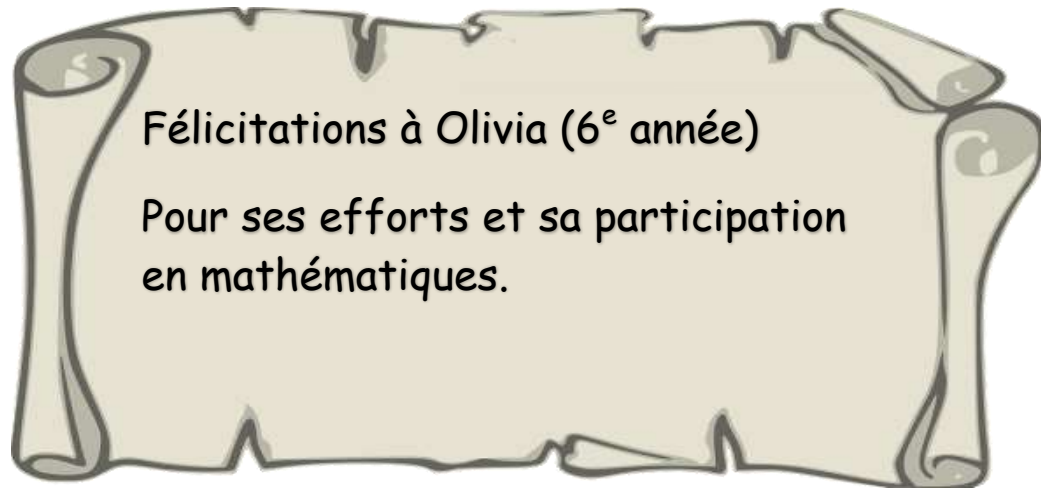 Félicitations à Olivia (6e année)
Pour ses efforts et sa participation
en mathématiques.